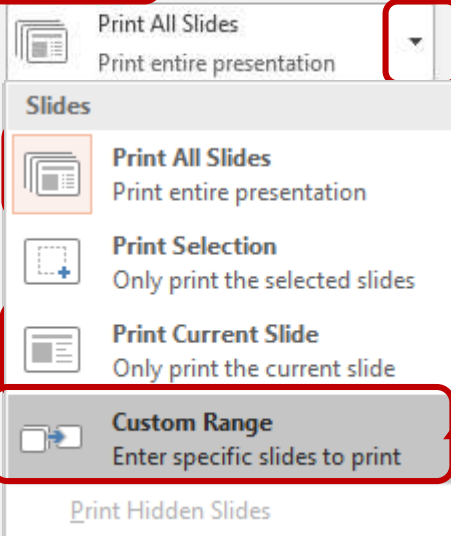 Print All Slides
Print entire presentation
Slides
Print All Slides
Print entire presentation
Print Selection
Only print the selected slides
Print Current Slide
Only print the current slide
Custom Range
Enter specific slides to print
Print Hidden Slides